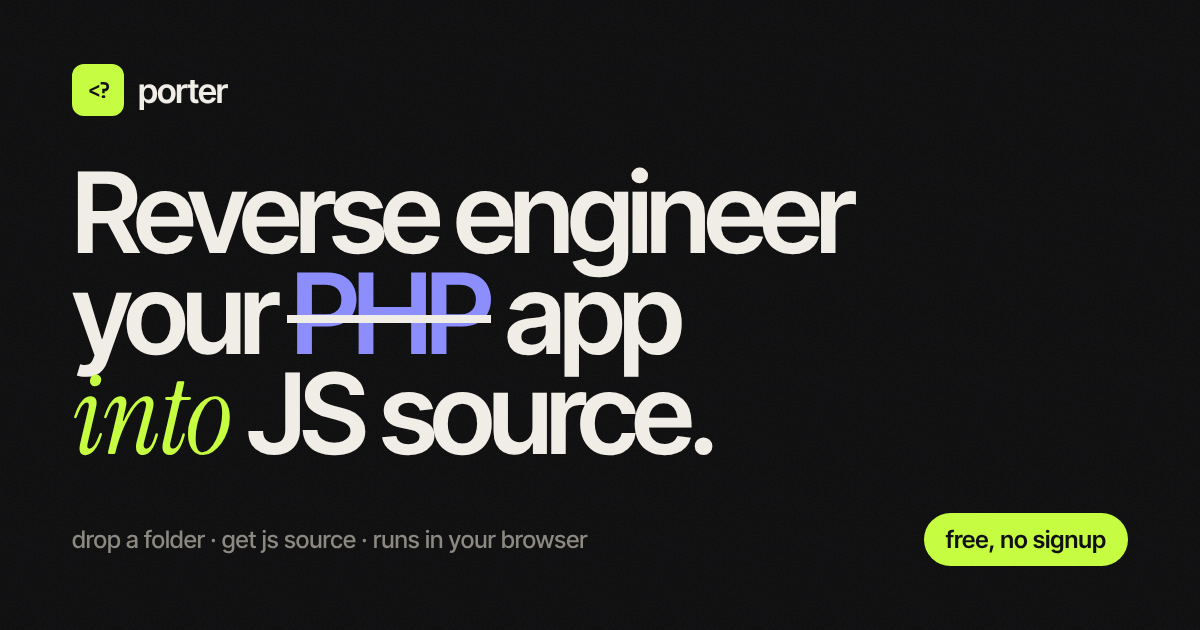 <? porter
Reverse engineer
your PHP app
into JS source.
drop a folder · get js source · runs in your browser
free, no signup